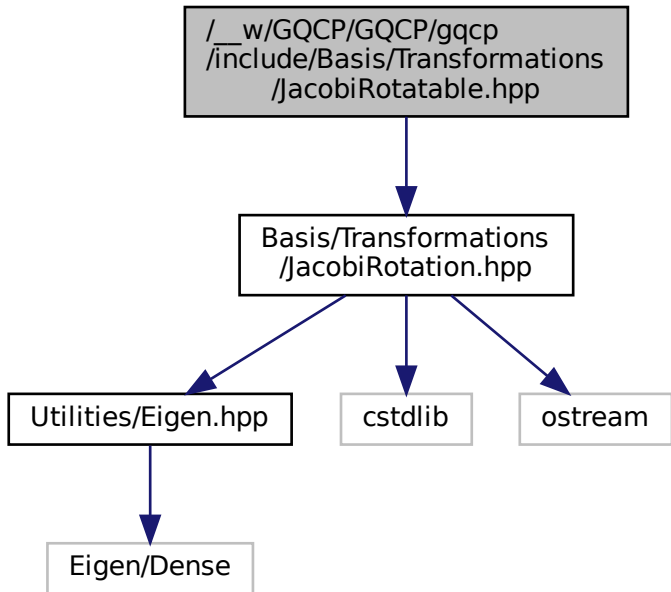 /__w/GQCP/GQCP/gqcp
/include/Basis/Transformations
/JacobiRotatable.hpp
Basis/Transformations
/JacobiRotation.hpp
Utilities/Eigen.hpp
cstdlib
ostream
Eigen/Dense